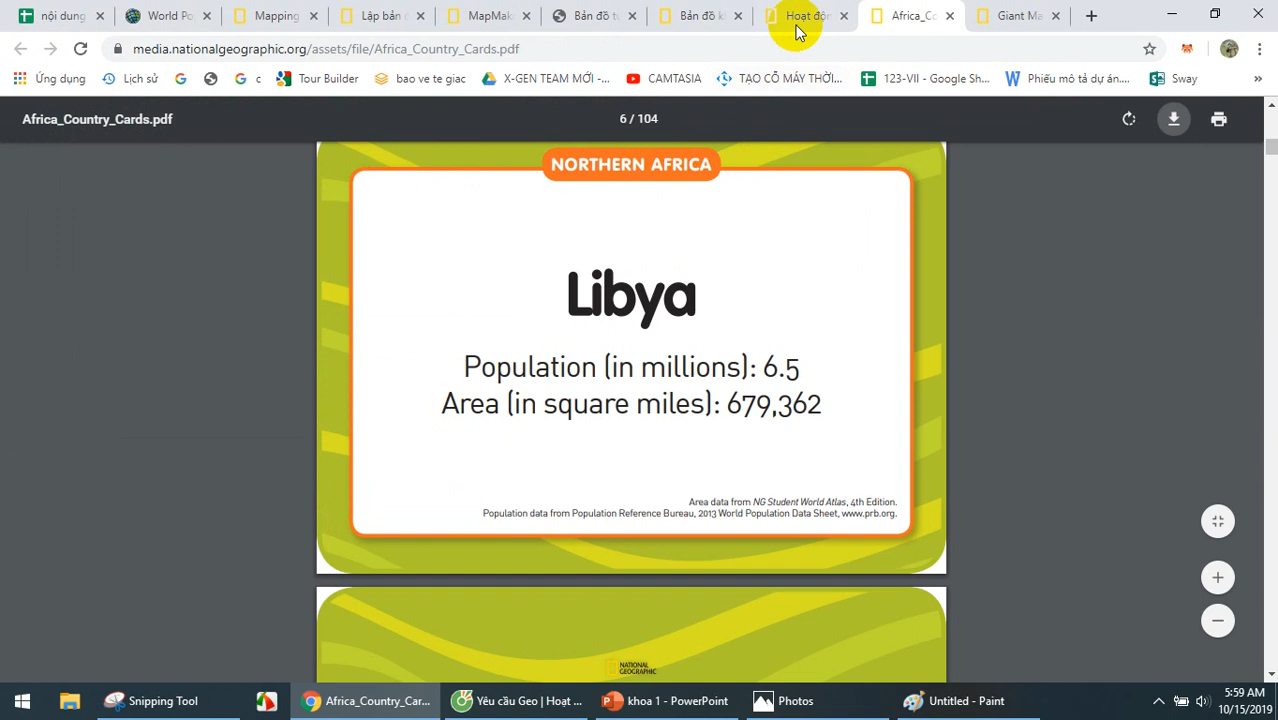 nội dung
World Po
Mapping
Lập bản
MapMak
Bản đồ t
Bản đồ k
Hoạt độn
Africa_Co
Giant Ma
media.nationalgeographic.org/assets/file/Africa_Country_Cards.pdf
Ứng dụng
Lịch sử
c
Tour Builder
bao ve te giac
X-GEN TEAM MỚI -...
CAMTASIA
TẠO CỖ MÁY THỜI...
123-VII - Google Sh...
Phiếu mô tả dự án....
Sway
»
Africa_Country_Cards.pdf
6 / 104
NORTHERN AFRICA
Libya
Population (in millions): 6.5
Area (in square miles): 679,362
Area data from NG Student World Atlas, 4th Edition.
Population data from Population Reference Bureau, 2013 World Population Data Sheet, www.prb.org.
NATIONAL
GEOGRAPHIC
Snipping Tool
Africa_Country_Car...
Yêu cầu Geo | Hoạt ...
khoa 1 - PowerPoint
Photos
Untitled - Paint
5:59 AM
10/15/2019